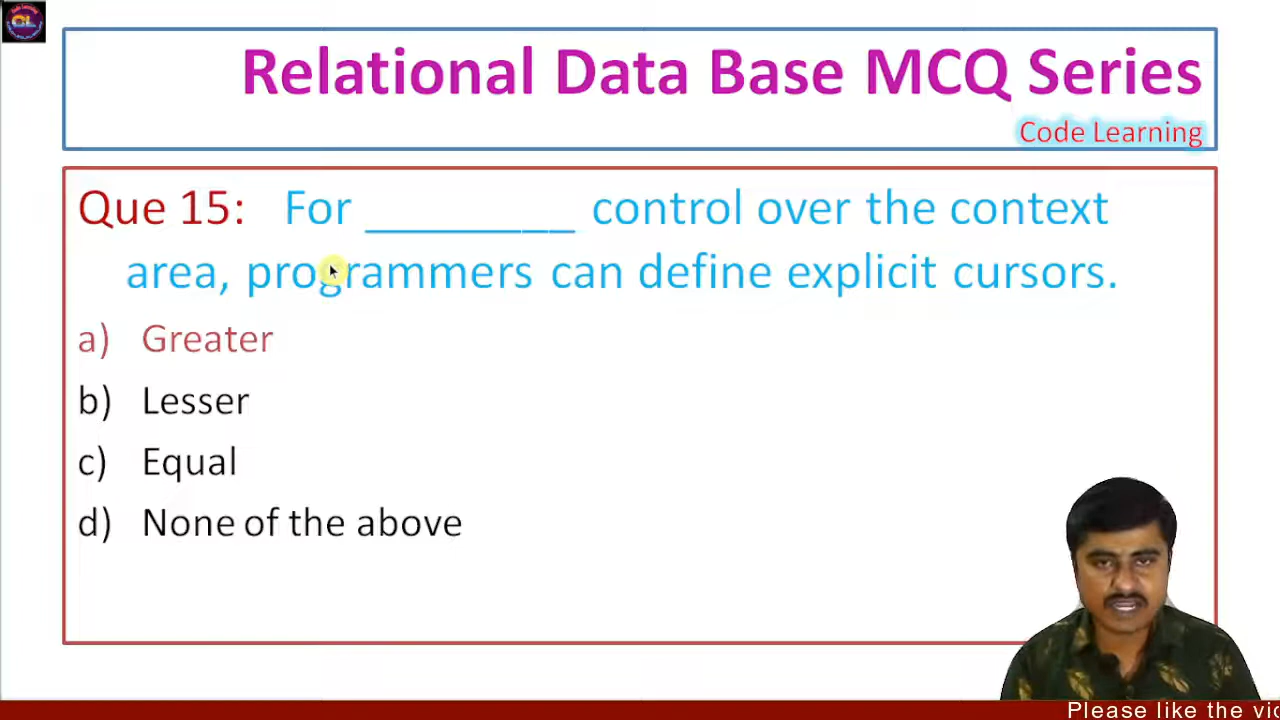 Relational Data Base MCQ Series
Code Learning
Que 15: For ________ control over the context
area, programmers can define explicit cursors.
a) Greater
b) Lesser
c) Equal
d) None of the above
Please like the vi